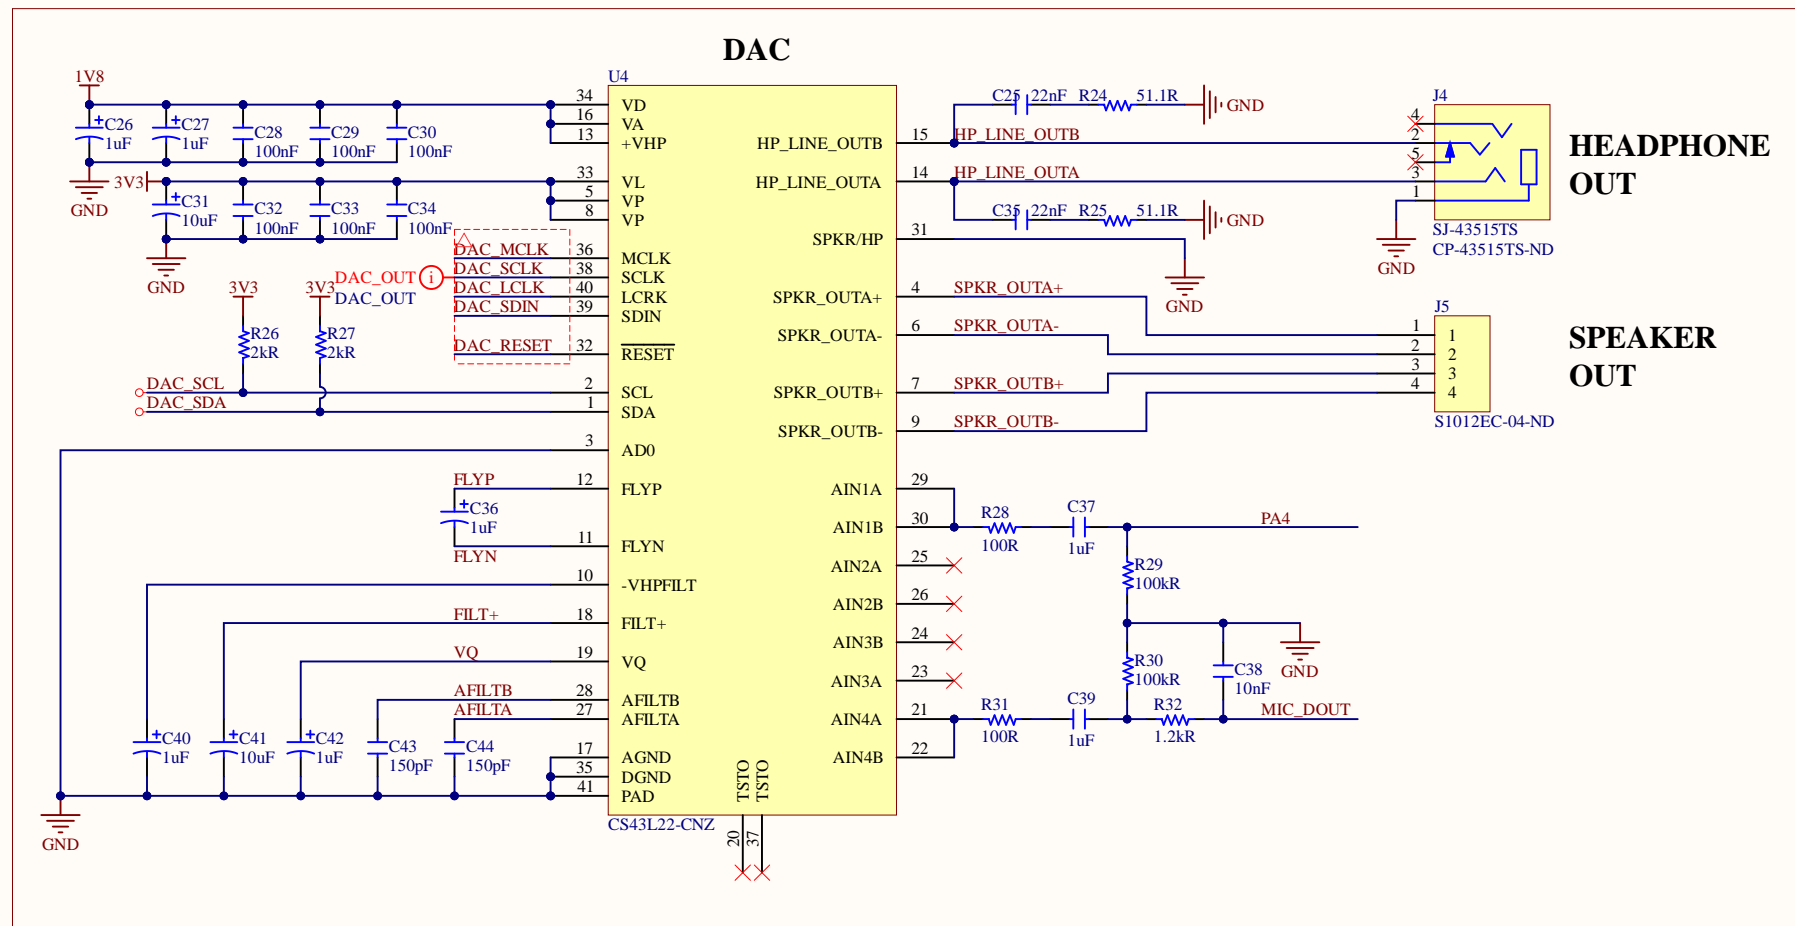 DAC
1V8
C26
1uF
C27
1uF
C28
100nF
C29
100nF
C30
100nF
GND
3V3
C31
10uF
C32
100nF
C33
100nF
C34
100nF
GND
DAC_OUT
i
DAC_OUT
3V3
R26
2kR
3V3
R27
2kR
DAC_MCLK
DAC_SCLK
DAC_LCLK
DAC_SDIN
DAC_RESET
DAC_SCL
DAC_SDA
FLYP
C36
1uF
FLYN
FILT+
VQ
AFILTB
AFILTA
C40
1uF
C41
10uF
C42
1uF
C43
150pF
C44
150pF
GND
U4
34 VD
16 VA
13 +VHP
33 VL
5 VP
8 VP
36 MCLK
38 SCLK
40 LCRK
39 SDIN
32 RESET
2 SCL
1 SDA
3 AD0
12 FLYP
11 FLYN
10 -VHPFILT
18 FILT+
19 VQ
28 AFILTB
27 AFILTA
17 AGND
35 DGND
41 PAD
CS43L22-CNZ
TSTO
TSTO
20
37
HP_LINE_OUTB 15
HP_LINE_OUTA 14
SPKR/HP 31
SPKR_OUTA+ 4
SPKR_OUTA- 6
SPKR_OUTB+ 7
SPKR_OUTB- 9
AIN1A 29
AIN1B 30
AIN2A 25
AIN2B 26
AIN3B 24
AIN3A 23
AIN4A 21
AIN4B 22
C25 22nF R24 51.1R GND
HP_LINE_OUTB
HP_LINE_OUTA
C35 22nF R25 51.1R GND
GND
SPKR_OUTA+
SPKR_OUTA-
SPKR_OUTB+
SPKR_OUTB-
J4
4
2
5
3
1
SJ-43515TS
CP-43515TS-ND
GND
HEADPHONE
OUT
J5
1 1
2 2
3 3
4 4
S1012EC-04-ND
SPEAKER
OUT
R28
100R
C37
1uF
PA4
R29
100kR
GND
R30
100kR
C38
10nF
R31
100R
C39
1uF
R32
1.2kR
MIC_DOUT